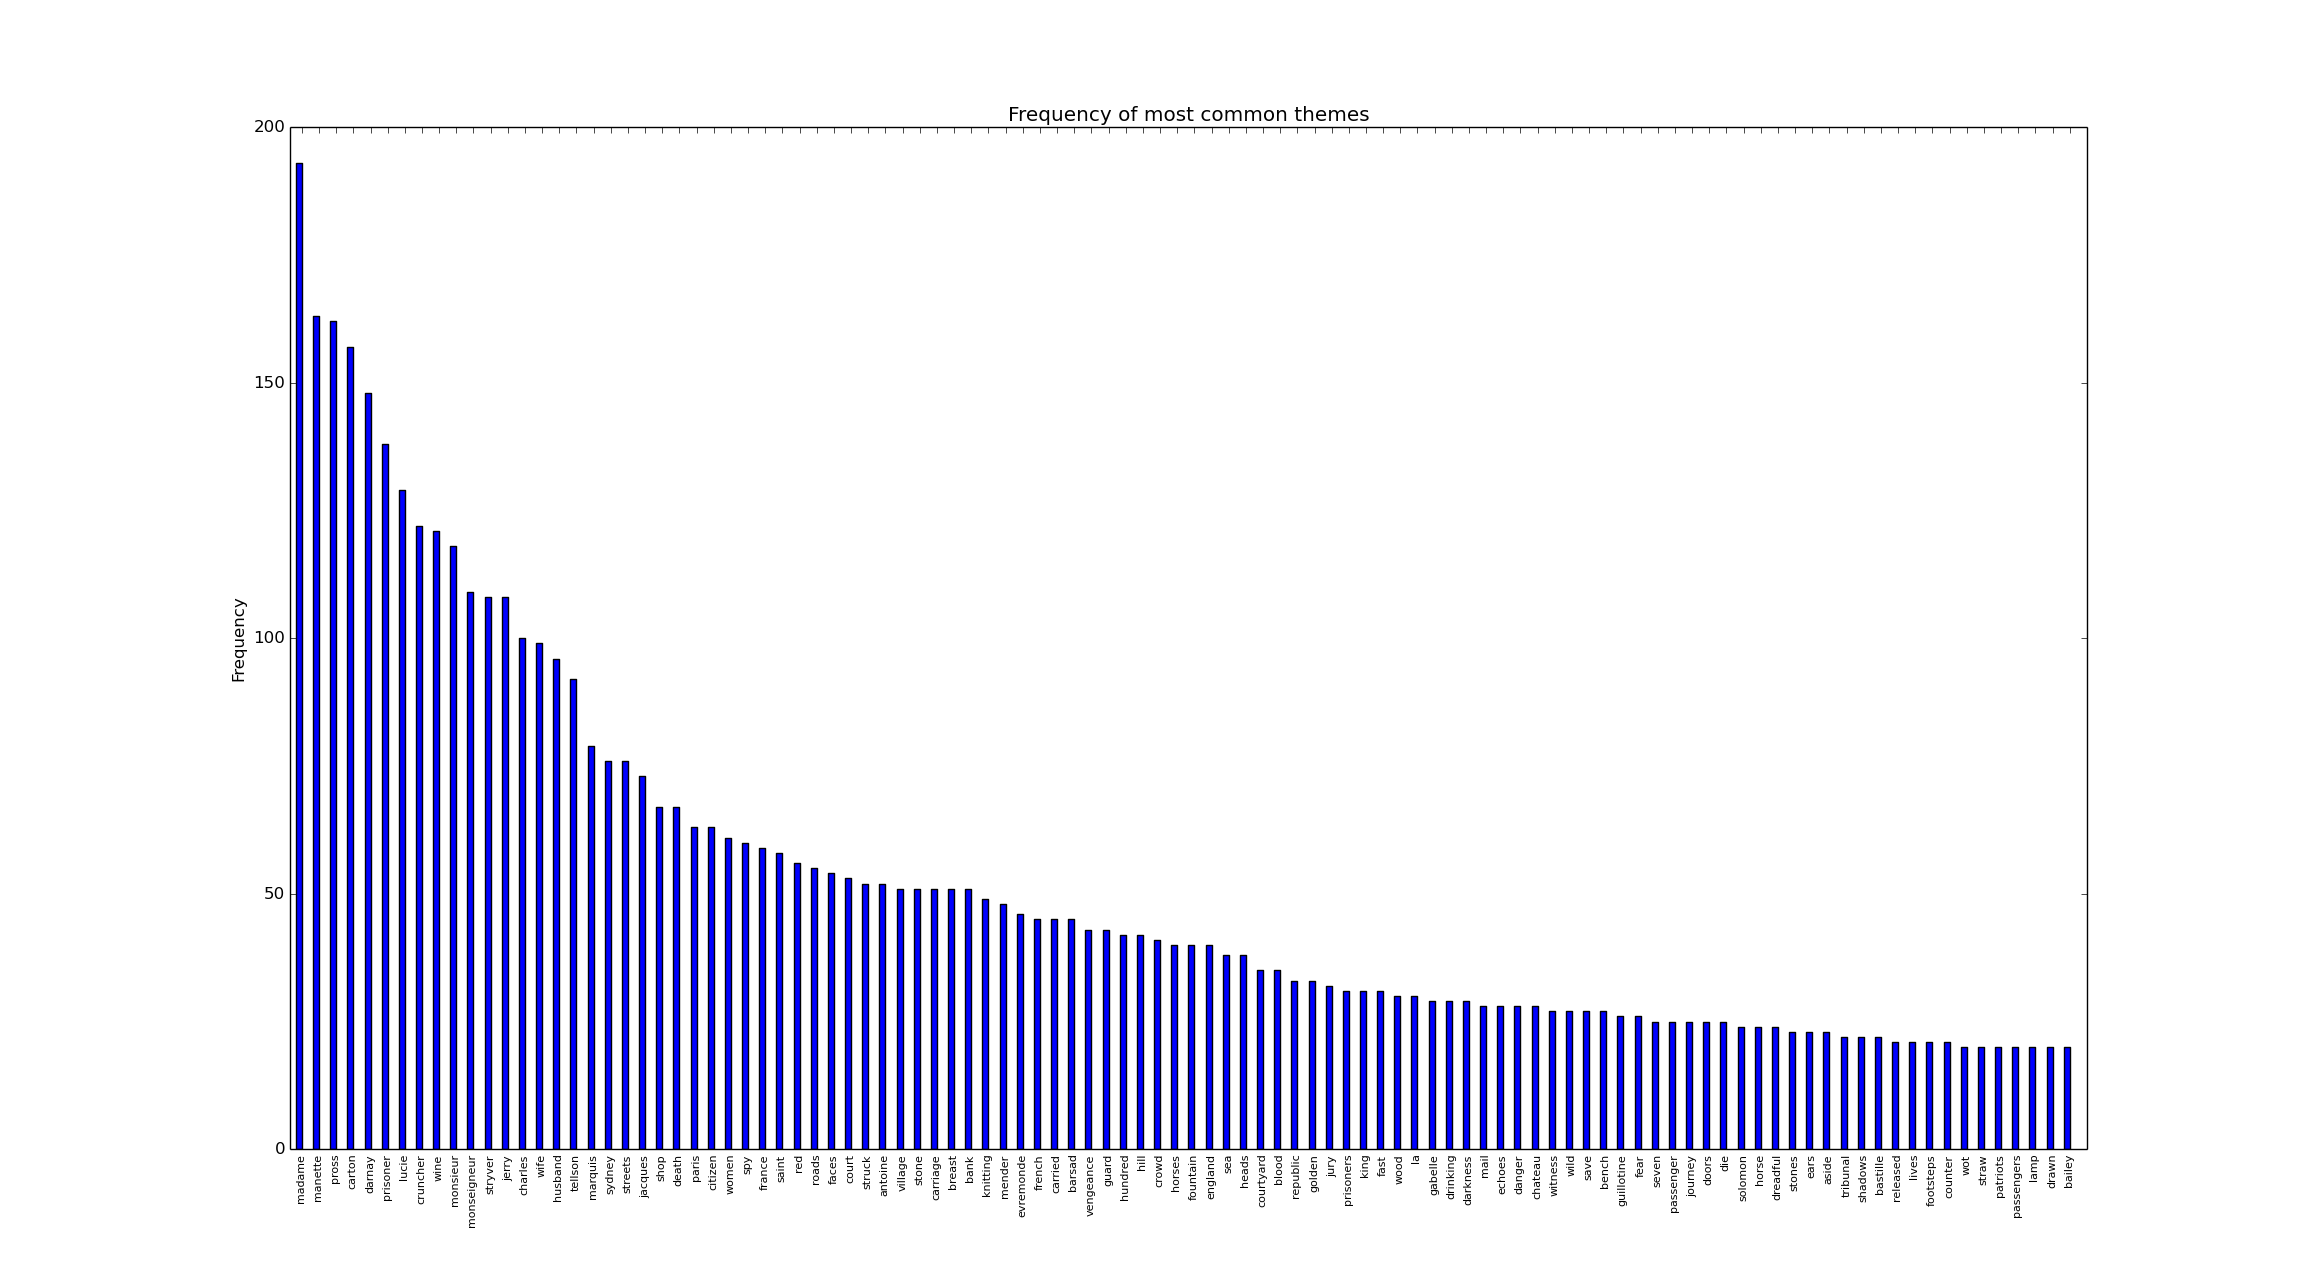 Frequency of most common themes
200
150
100
50
0
Frequency
madame
manette
pross
carton
darnay
prisoner
lucie
cruncher
wine
monsieur
monseigneur
stryver
jerry
charles
wife
husband
tellson
marquis
sydney
streets
jacques
shop
death
paris
citizen
women
spy
france
saint
red
roads
faces
court
struck
antoine
village
stone
carriage
breast
bank
knitting
mender
evremonde
french
carried
barsad
vengeance
guard
hundred
hill
crowd
horses
fountain
england
sea
heads
courtyard
blood
republic
golden
jury
prisoners
king
fast
wood
la
gabelle
drinking
darkness
mail
echoes
danger
chateau
witness
wild
save
bench
guillotine
fear
seven
passenger
journey
doors
die
solomon
horse
dreadful
stones
ears
aside
tribunal
shadows
bastille
released
lives
footsteps
counter
wot
straw
patriots
passengers
lamp
drawn
bailey